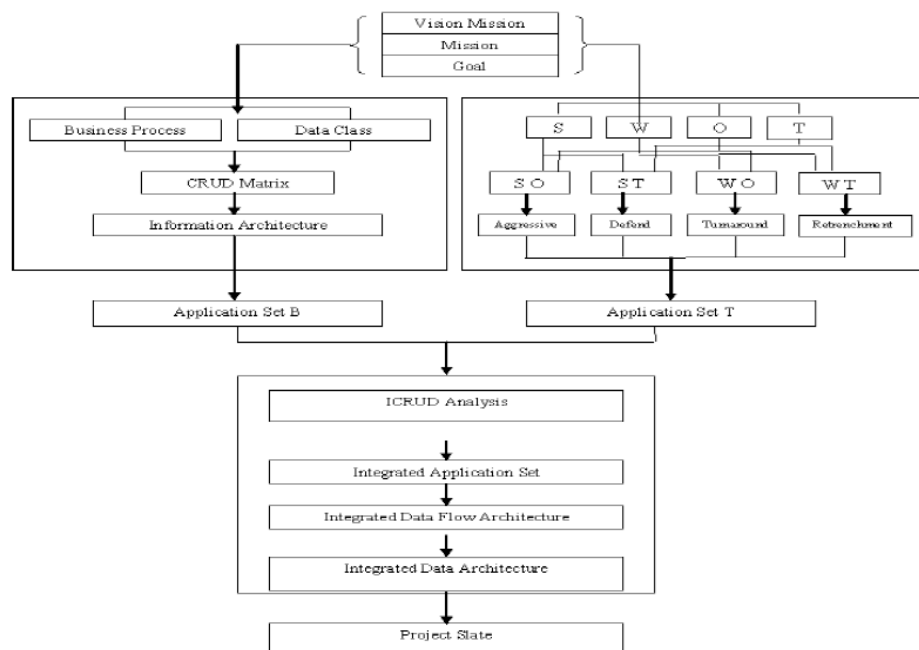 Vision Mission
Mission
Goal
Business Process
Data Class
CRUD Matrix
Information Architecture
S
W
O
T
S O
S T
W O
W T
Aggressive
Defend
Turnaround
Retrenchment
Application Set B
Application Set T
ICRUD Analysis
Integrated Application Set
Integrated Data Flow Architecture
Integrated Data Architecture
Project Slate